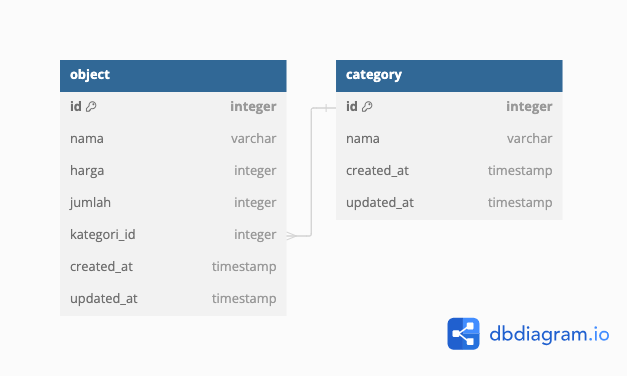 object
id integer
nama varchar
harga integer
jumlah integer
kategori_id integer
created_at timestamp
updated_at timestamp
category
id integer
nama varchar
created_at timestamp
updated_at timestamp
dbdiagram.io